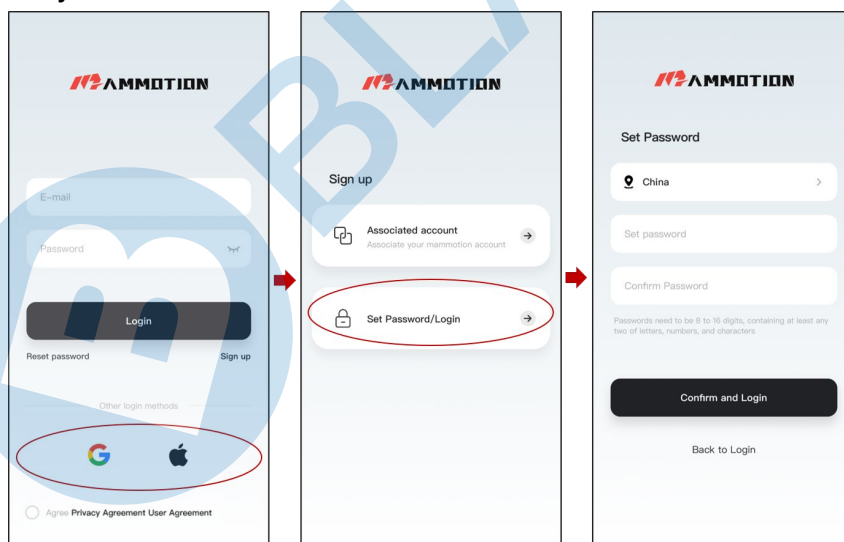 MAMMOTION
E-mail
Password
Login
Reset password
Sign up
Other login methods
Agree Privacy Agreement User Agreement
MAMMOTION
Sign up
Associated account
Associate your mammotion account
Set Password/Login
MAMMOTION
Set Password
China
Set password
Confirm Password
Passwords need to be 8 to 16 digits, containing at least any
two of letters, numbers, and characters
Confirm and Login
Back to Login